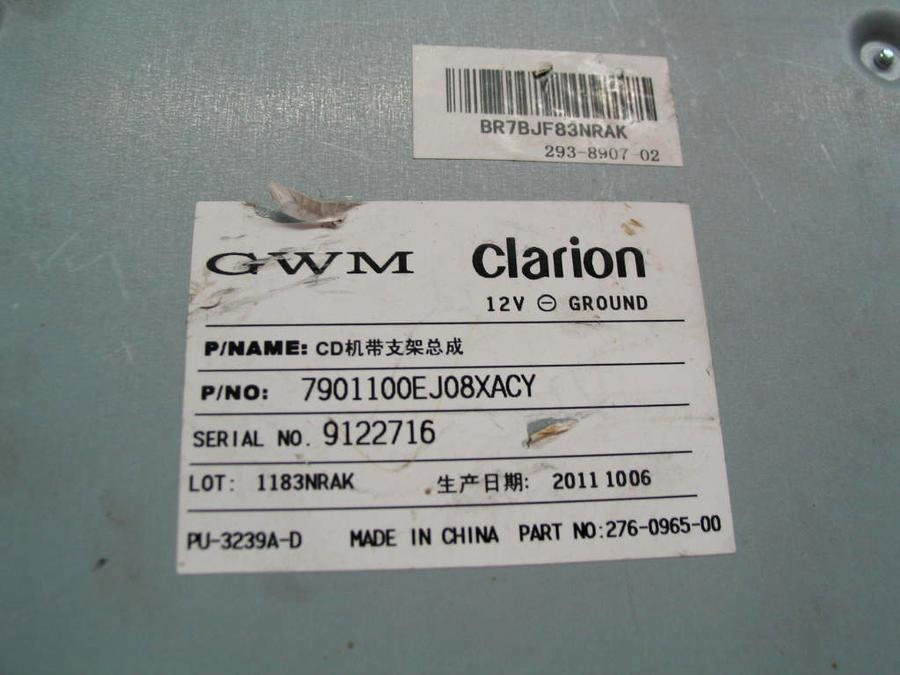 BR7BJF83NRAK
293-8907-02
GWM Clarion
12V ⊖ GROUND
P/NAME: CD机带支架总成
P/NO: 7901100EJ08XACY
SERIAL NO. 9122716
LOT: 1183NRAK 生产日期: 2011 1006
PU-3239A-D MADE IN CHINA PART NO:276-0965-00